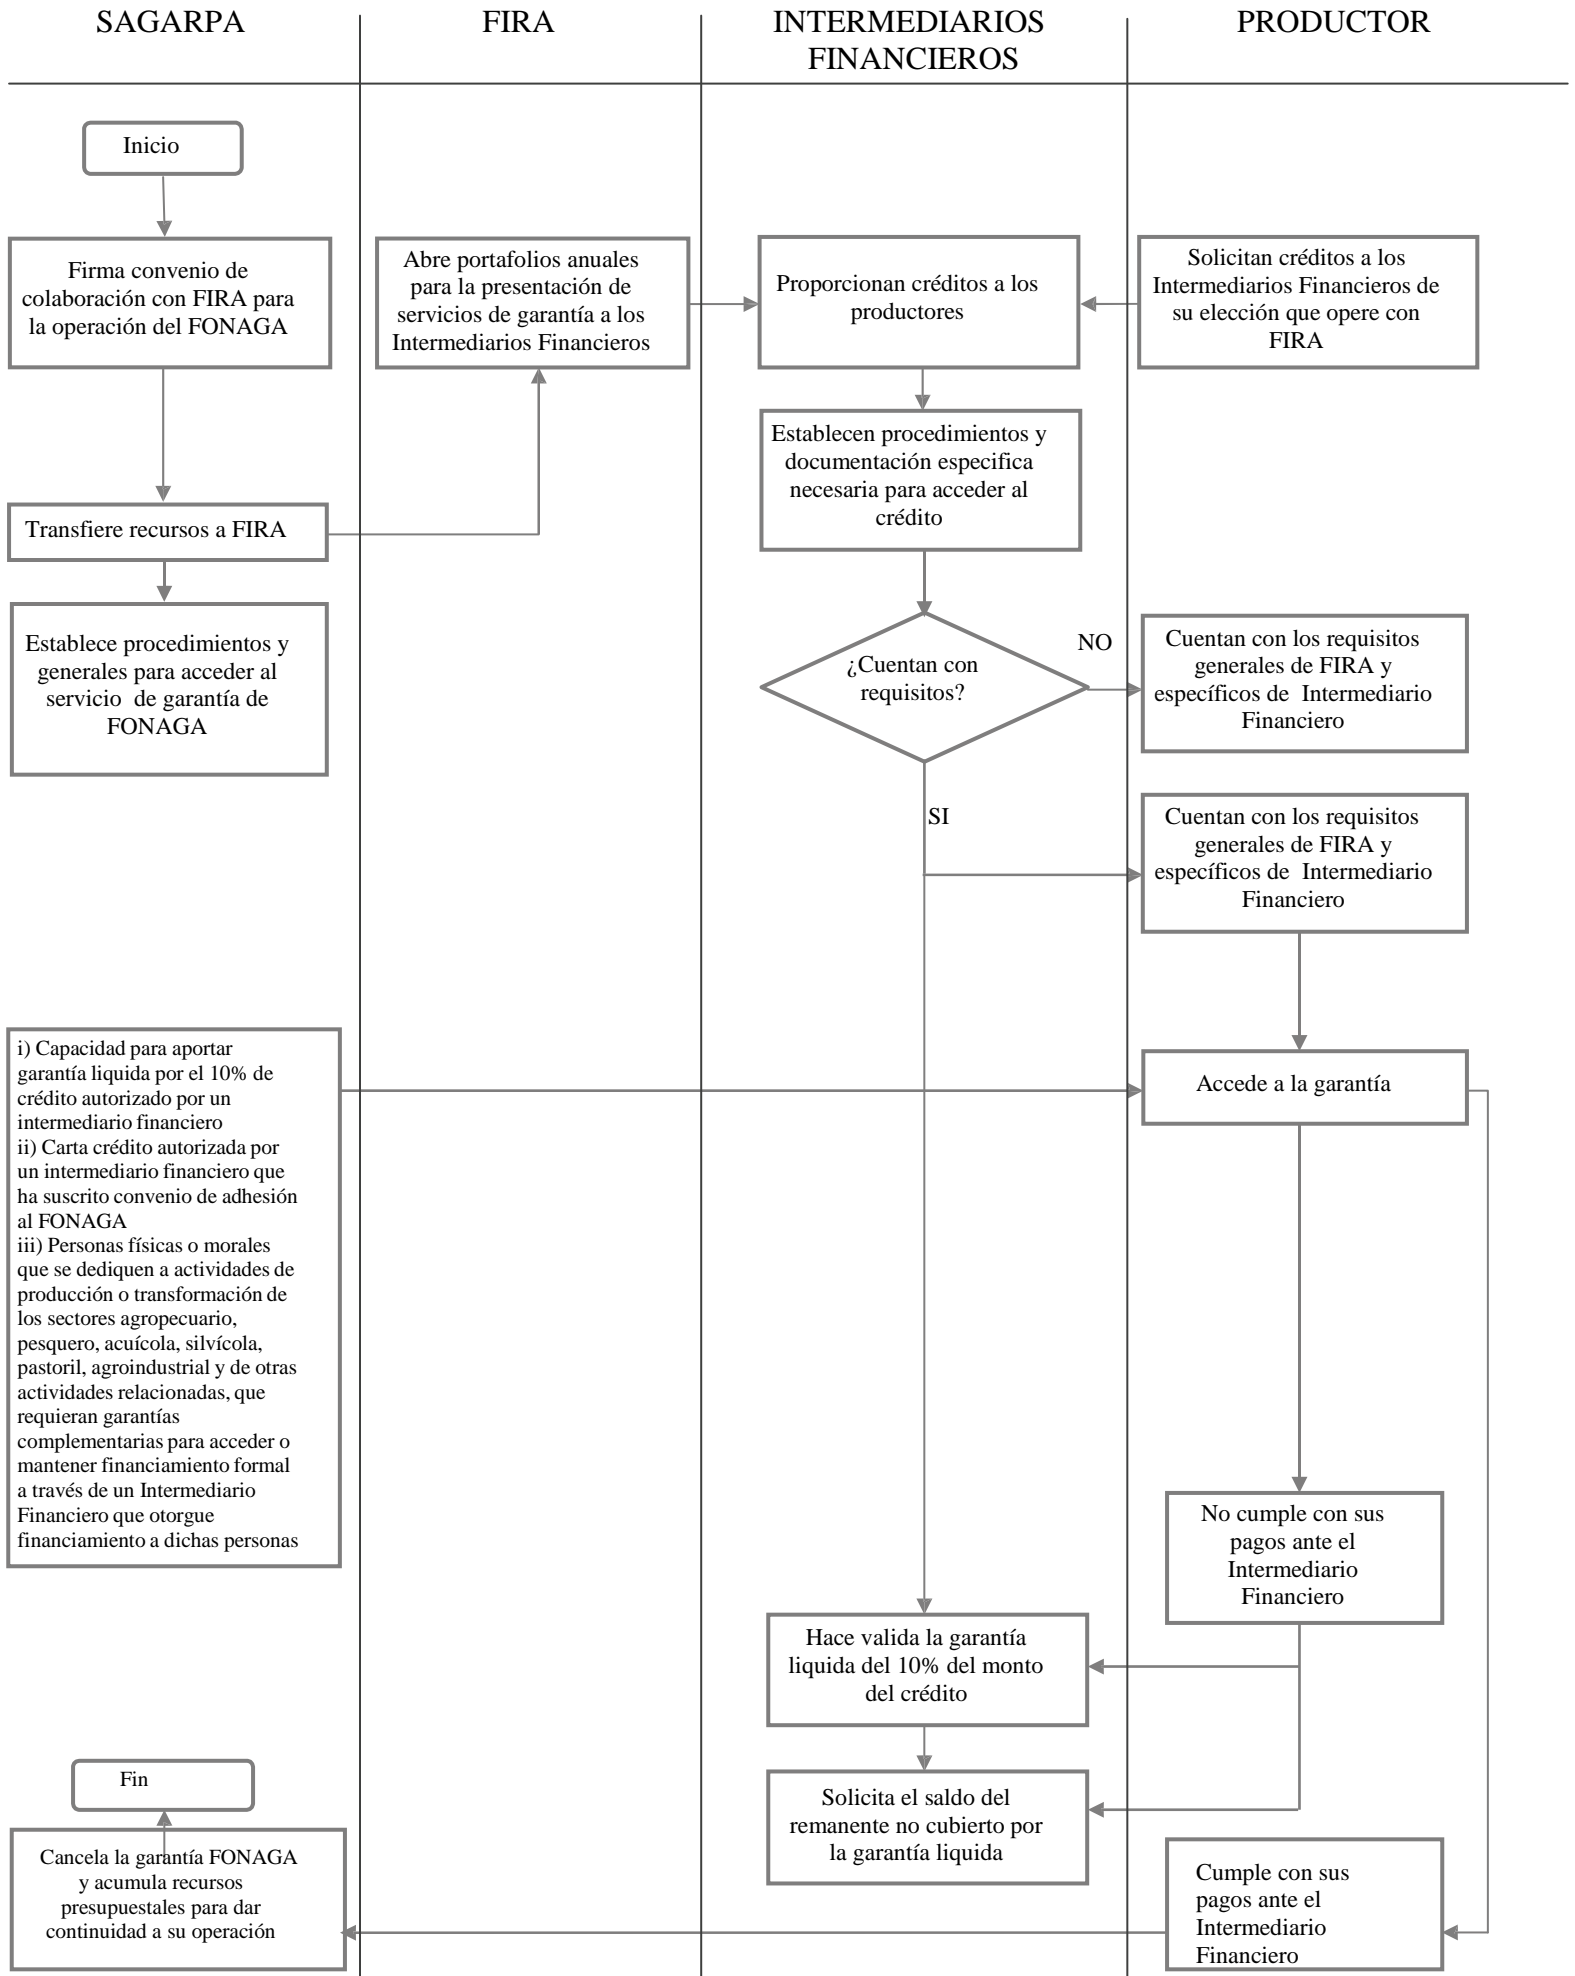 SAGARPA
FIRA
INTERMEDIARIOS
FINANCIEROS
PRODUCTOR
Inicio
Firma convenio de
colaboración con FIRA para
la operación del FONAGA
Abre portafolios anuales
para la presentación de
servicios de garantía a los
Intermediarios Financieros
Proporcionan créditos a los
productores
Solicitan créditos a los
Intermediarios Financieros de
su elección que opere con
FIRA
Establecen procedimientos y
documentación especifica
necesaria para acceder al
crédito
Transfiere recursos a FIRA
Establece procedimientos y
generales para acceder al
servicio de garantía de
FONAGA
¿Cuentan con
requisitos?
NO
Cuentan con los requisitos
generales de FIRA y
específicos de Intermediario
Financiero
SI
Cuentan con los requisitos
generales de FIRA y
específicos de Intermediario
Financiero
i) Capacidad para aportar
garantía liquida por el 10% de
crédito autorizado por un
intermediario financiero
ii) Carta crédito autorizada por
un intermediario financiero que
ha suscrito convenio de adhesión
al FONAGA
iii) Personas físicas o morales
que se dediquen a actividades de
producción o transformación de
los sectores agropecuario,
pesquero, acuícola, silvícola,
pastoril, agroindustrial y de otras
actividades relacionadas, que
requieran garantías
complementarias para acceder o
mantener financiamiento formal
a través de un Intermediario
Financiero que otorgue
financiamiento a dichas personas
Accede a la garantía
No cumple con sus
pagos ante el
Intermediario
Financiero
Hace valida la garantía
liquida del 10% del monto
del crédito
Solicita el saldo del
remanente no cubierto por
la garantía liquida
Fin
Cancela la garantía FONAGA
y acumula recursos
presupuestales para dar
continuidad a su operación
Cumple con sus
pagos ante el
Intermediario
Financiero